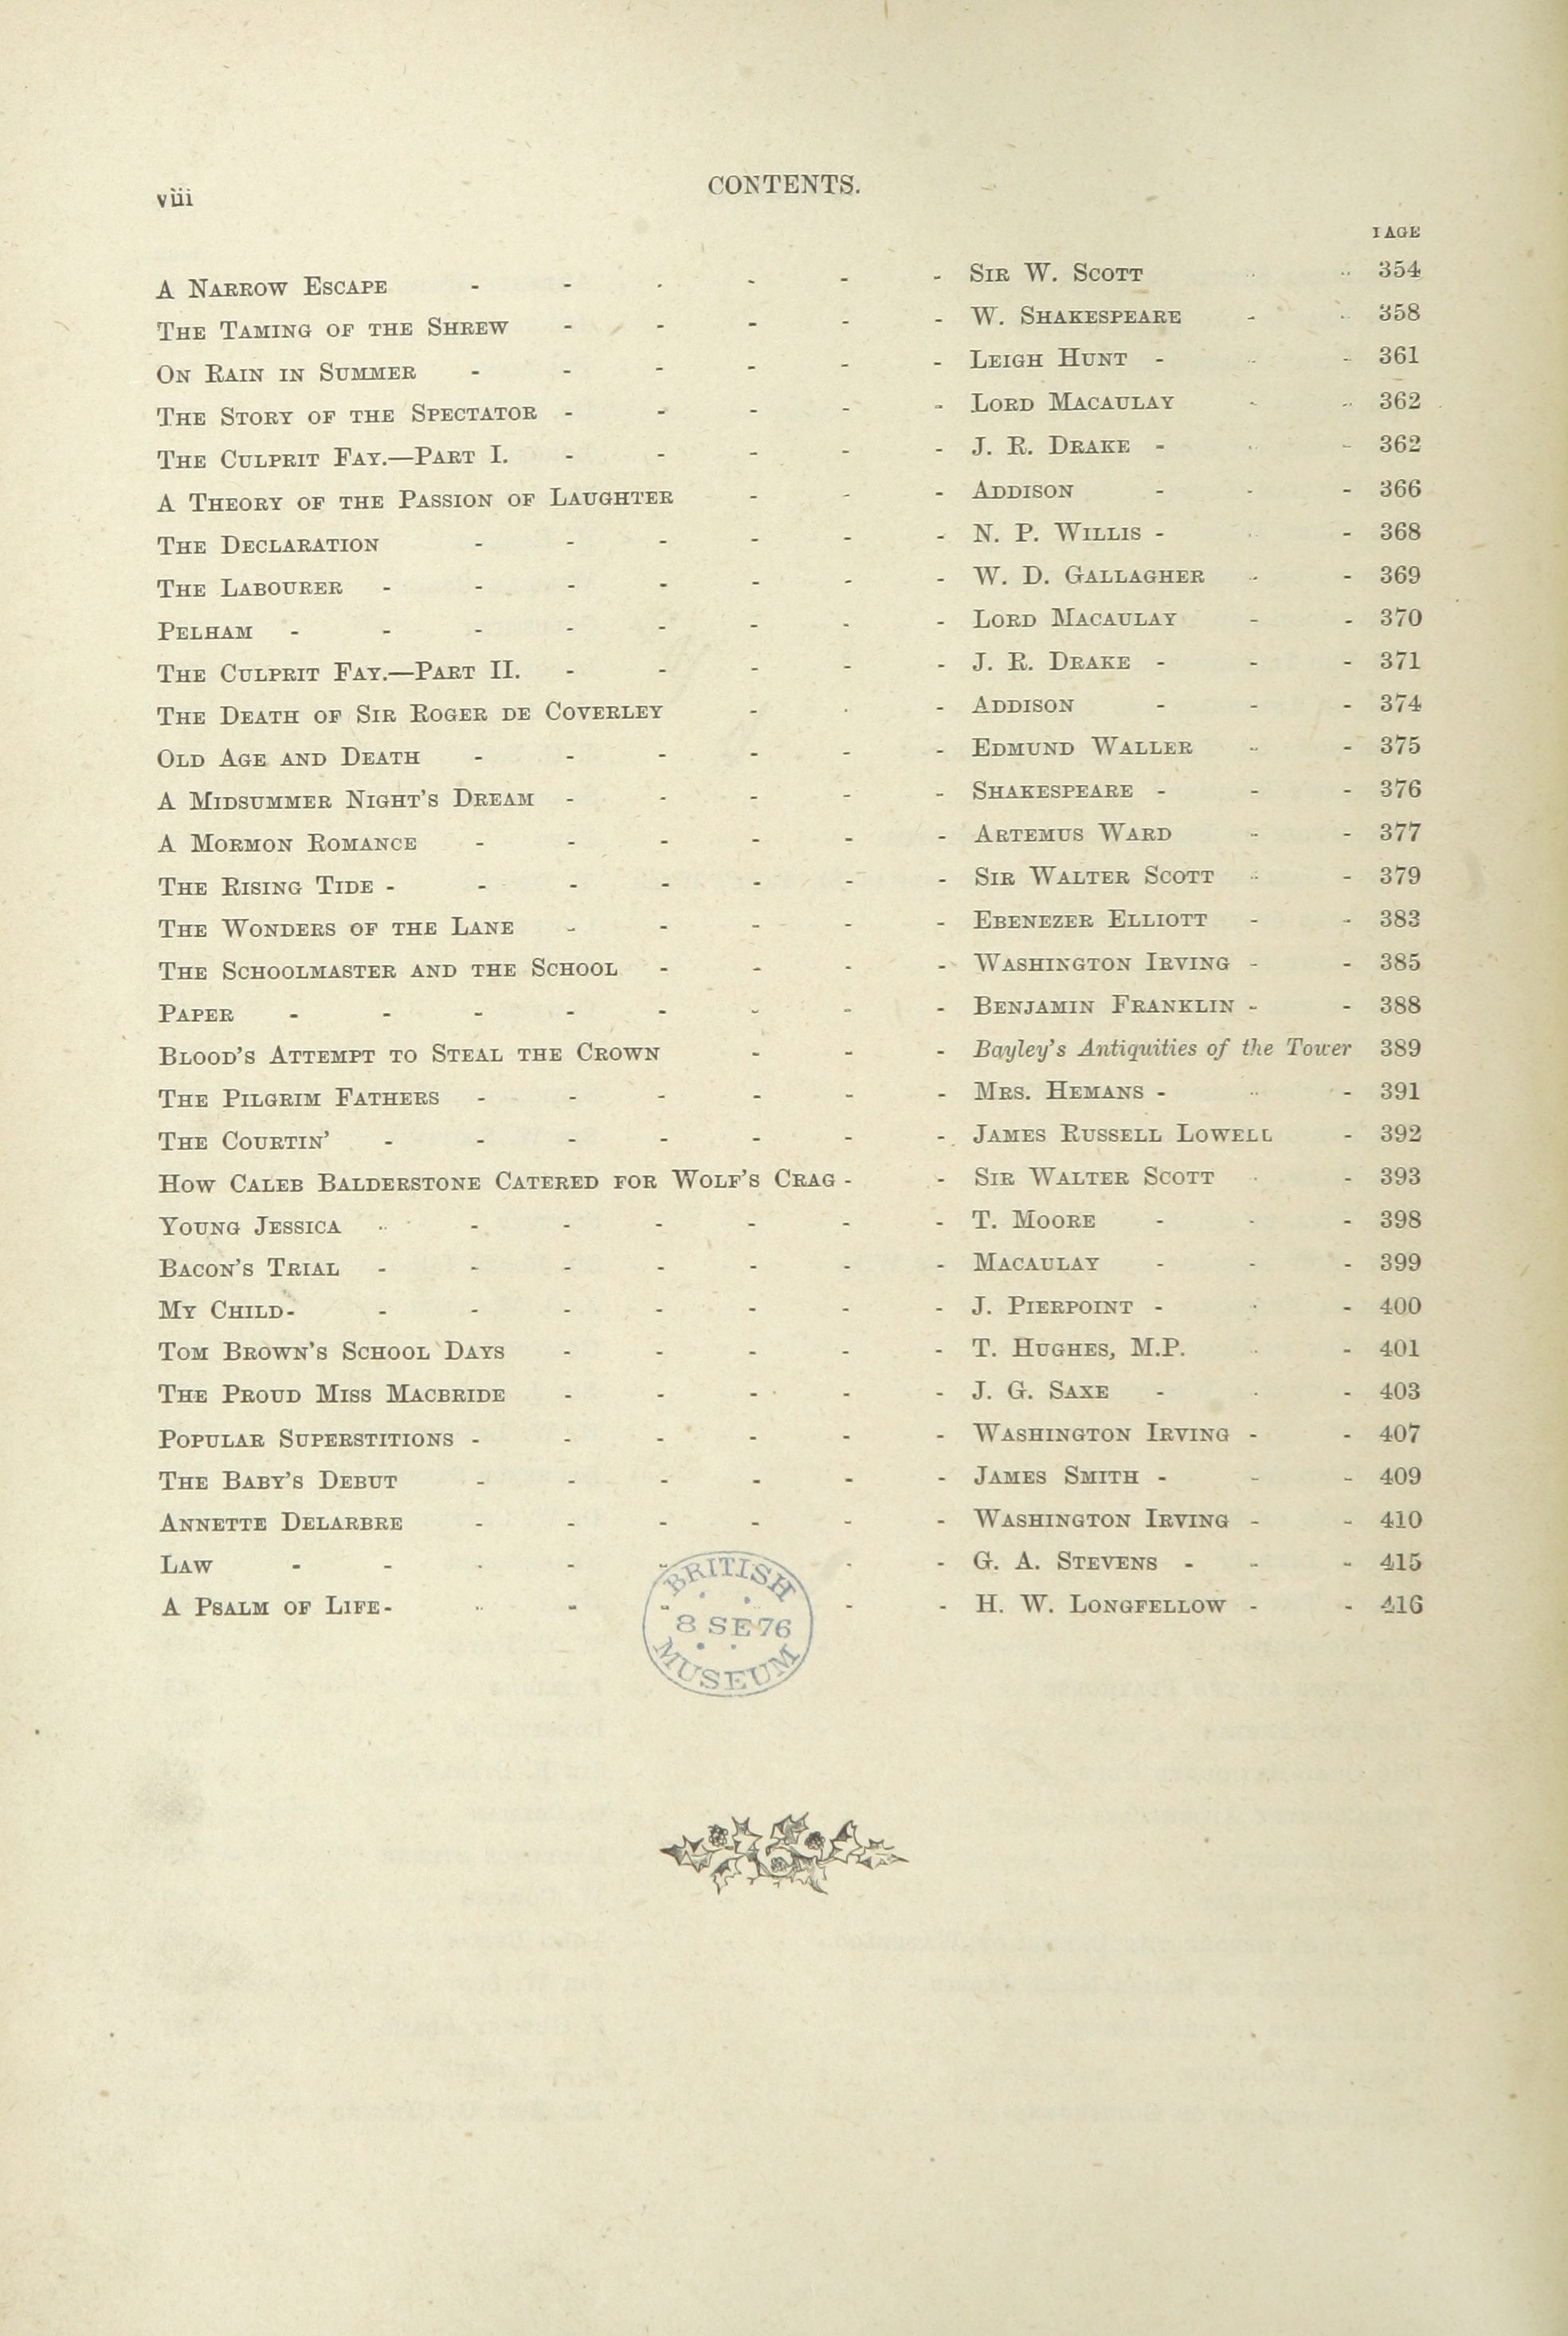 viii
CONTENTS.
IAGE
A NARROW ESCAPE - - - - - - SIR W. SCOTT - - 354
THE TAMING OF THE SHREW - - - - - W. SHAKESPEARE - - 358
ON RAIN IN SUMMER - - - - - - LEIGH HUNT - - - 361
THE STORY OF THE SPECTATOR - - - - - LORD MACAULAY - - 362
THE CULPRIT FAY.—PART I. - - - - - J. R. DRAKE - - - 362
A THEORY OF THE PASSION OF LAUGHTER - - - ADDISON - - - 366
THE DECLARATION - - - - - - N. P. WILLIS - - - 368
THE LABOURER - - - - - - - W. D. GALLAGHER - - 369
PELHAM - - - - - - - - LORD MACAULAY - - 370
THE CULPRIT FAY.—PART II. - - - - - J. R. DRAKE - - - 371
THE DEATH OF SIR ROGER DE COVERLEY - - - ADDISON - - - 374
OLD AGE AND DEATH - - - - - - EDMUND WALLER - - 375
A MIDSUMMER NIGHT'S DREAM - - - - - SHAKESPEARE - - - 376
A MORMON ROMANCE - - - - - - ARTEMUS WARD - - 377
THE RISING TIDE - - - - - - - SIR WALTER SCOTT - - 379
THE WONDERS OF THE LANE - - - - - EBENEZER ELLIOTT - - 383
THE SCHOOLMASTER AND THE SCHOOL - - - - WASHINGTON IRVING - - 385
PAPER - - - - - - - - BENJAMIN FRANKLIN - - 388
BLOOD'S ATTEMPT TO STEAL THE CROWN - - - Bayley's Antiquities of the Tower 389
THE PILGRIM FATHERS - - - - - - MRS. HEMANS - - - 391
THE COURTIN' - - - - - - - JAMES RUSSELL LOWELL - 392
HOW CALEB BALDERSTONE CATERED FOR WOLF'S CRAG - - SIR WALTER SCOTT - - 393
YOUNG JESSICA - - - - - - - T. MOORE - - - 398
BACON'S TRIAL - - - - - - - MACAULAY - - - 399
MY CHILD - - - - - - - - J. PIERPOINT - - - 400
TOM BROWN'S SCHOOL DAYS - - - - - T. HUGHES, M.P. - - 401
THE PROUD MISS MACBRIDE - - - - - J. G. SAXE - - - 403
POPULAR SUPERSTITIONS - - - - - - WASHINGTON IRVING - - 407
THE BABY'S DEBUT - - - - - - JAMES SMITH - - - 409
ANNETTE DELARBRE - - - - - - WASHINGTON IRVING - - 410
LAW - - - - - - - - G. A. STEVENS - - - 415
A PSALM OF LIFE - - - - - - - H. W. LONGFELLOW - - 416
BRITISH
8 SE 76
MUSEUM